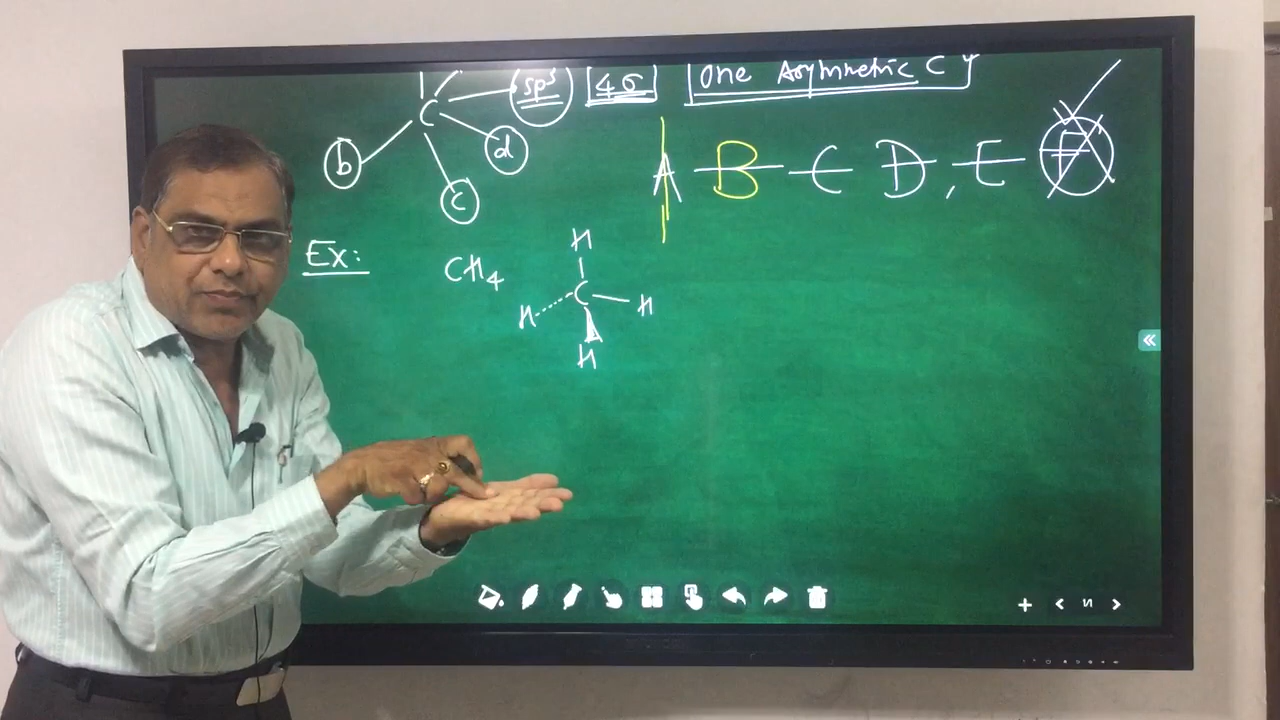 C sp³ 4σ One Asymmetric C
b d
c
A B C D, E F
Ex: CH₄
H
H C H
H